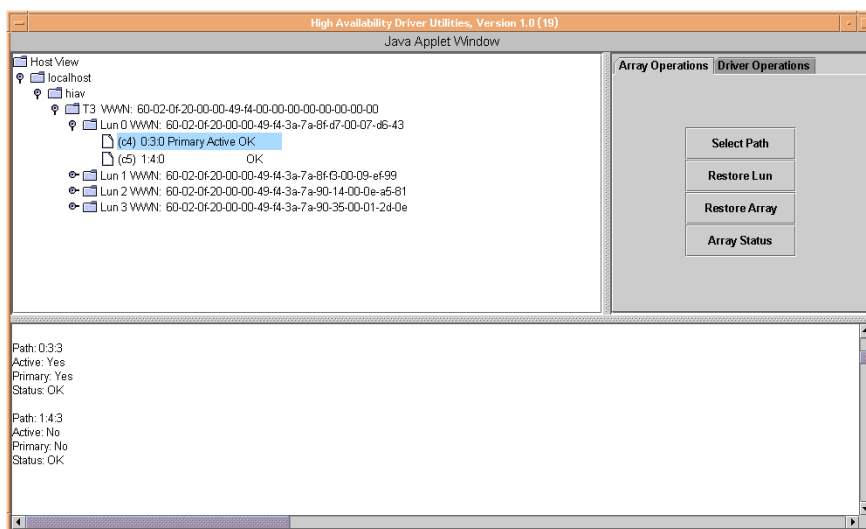 High Availability Driver Utilities, Version 1.0 (19)
Java Applet Window
Host View
localhost
hiav
T3 WWN: 60-02-0f-20-00-00-49-f4-00-00-00-00-00-00-00-00
Lun 0 WWN: 60-02-0f-20-00-00-49-f4-3a-7a-8f-d7-00-07-d6-43
(c4) 0:3:0 Primary Active OK
(c5) 1:4:0 OK
Lun 1 WWN: 60-02-0f-20-00-00-49-f4-3a-7a-8f-f3-00-09-ef-99
Lun 2 WWN: 60-02-0f-20-00-00-49-f4-3a-7a-90-14-00-0e-a5-81
Lun 3 WWN: 60-02-0f-20-00-00-49-f4-3a-7a-90-35-00-01-2d-0e
Array Operations Driver Operations
Select Path
Restore Lun
Restore Array
Array Status
Path: 0:3:3
Active: Yes
Primary: Yes
Status: OK
Path: 1:4:3
Active: No
Primary: No
Status: OK